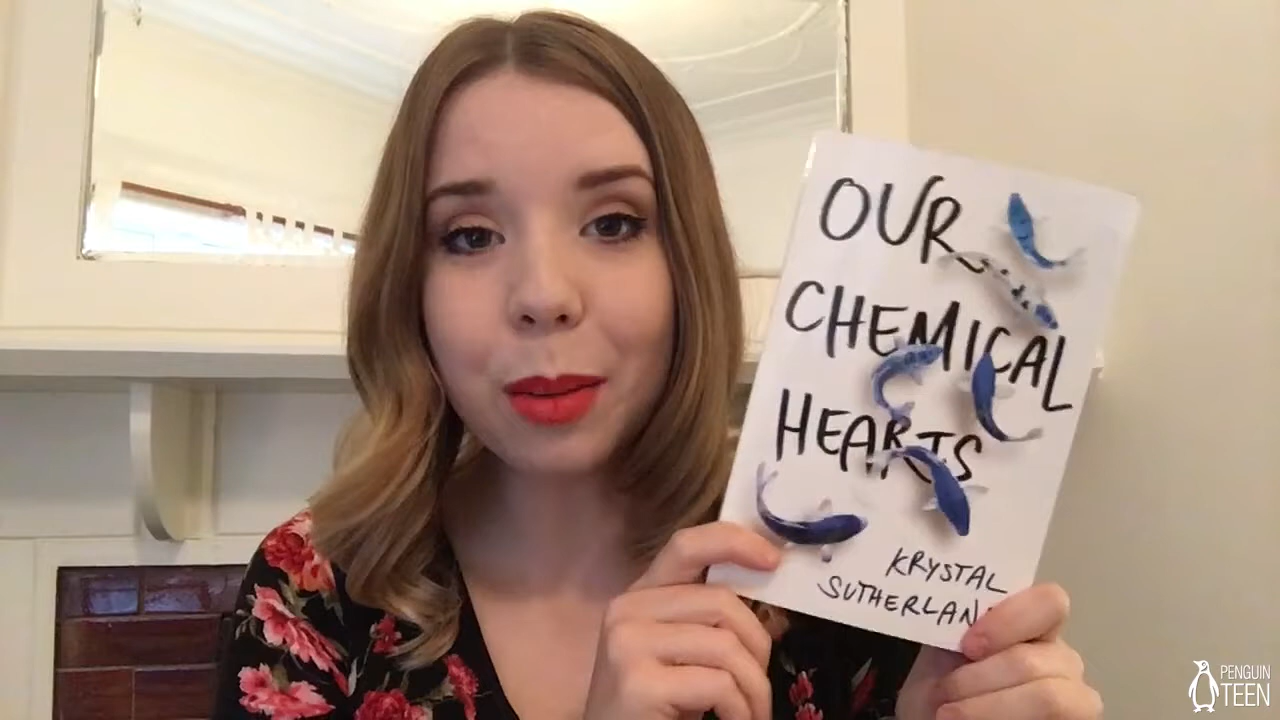 OUR
CHEMICAL
HEARTS
KRYSTAL
SUTHERLAN
PENGUIN
TEEN